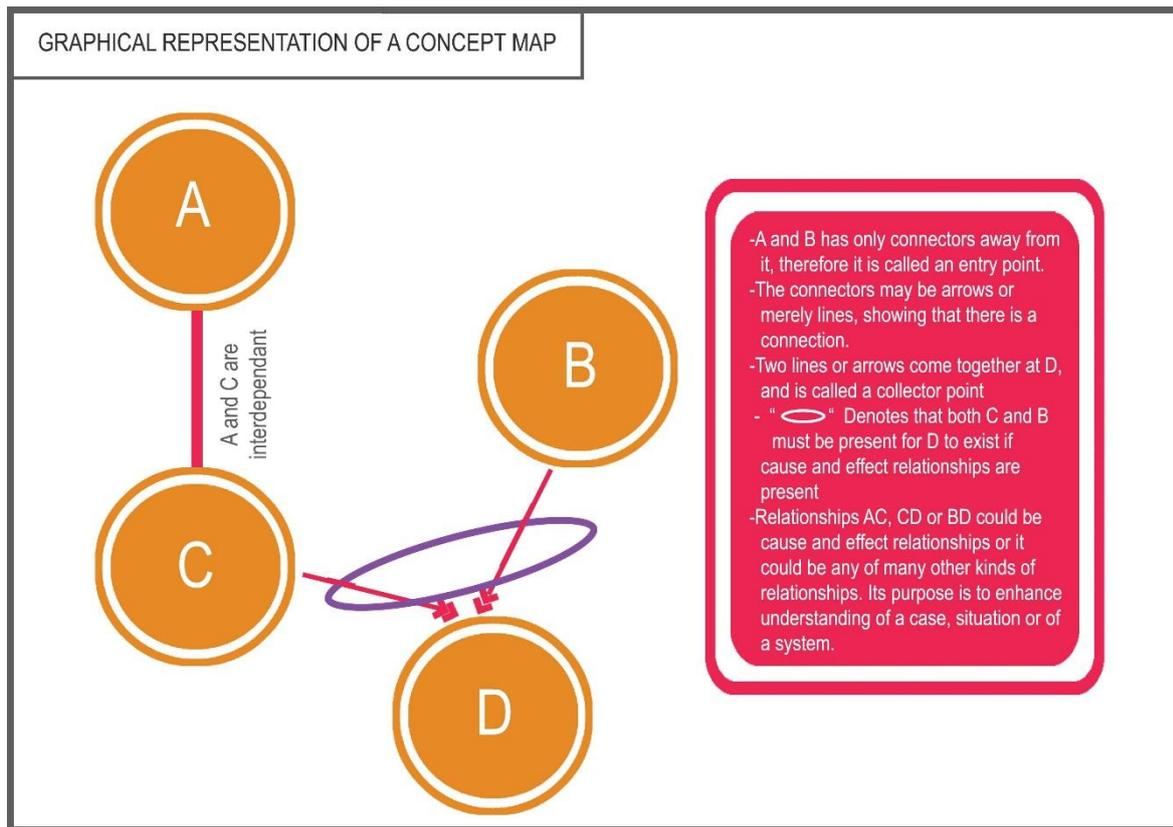 GRAPHICAL REPRESENTATION OF A CONCEPT MAP
A
A and C are
interdependant
B
C
D
-A and B has only connectors away from
it, therefore it is called an entry point.
-The connectors may be arrows or
merely lines, showing that there is a
connection.
-Two lines or arrows come together at D,
and is called a collector point
- “ “ Denotes that both C and B
must be present for D to exist if
cause and effect relationships are
present
-Relationships AC, CD or BD could be
cause and effect relationships or it
could be any of many other kinds of
relationships. Its purpose is to enhance
understanding of a case, situation or of
a system.